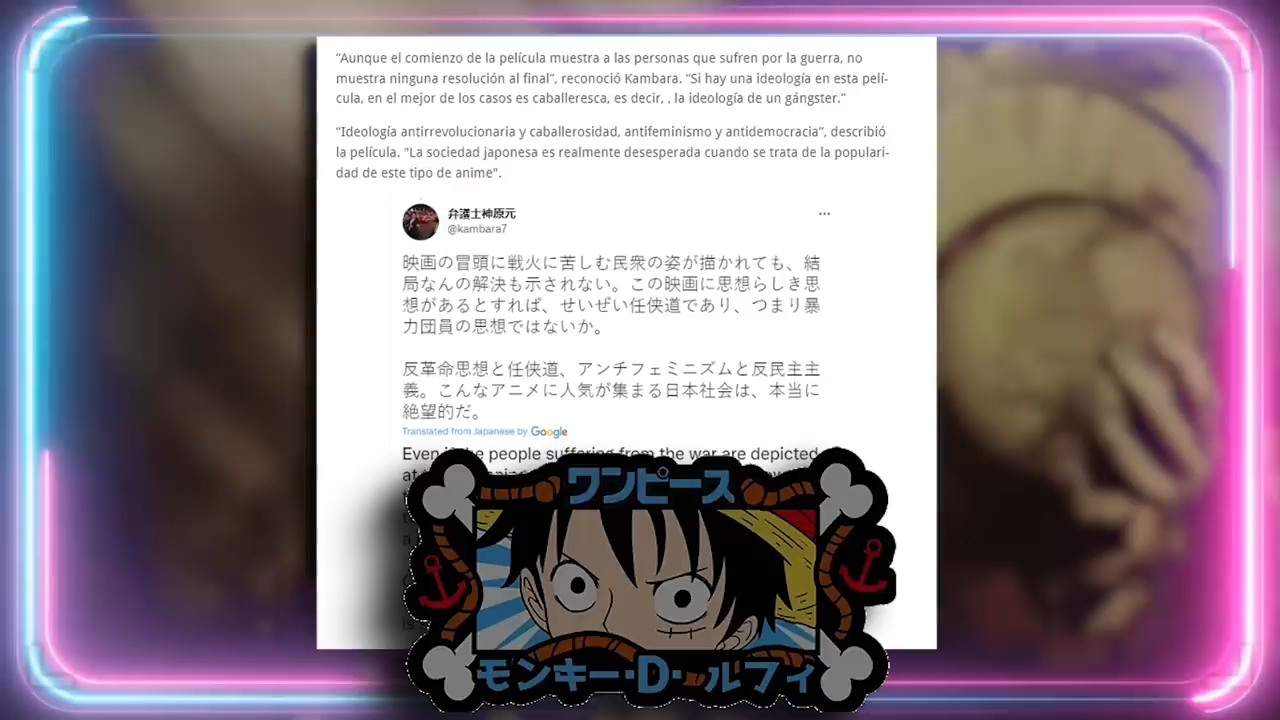 “Aunque el comienzo de la película muestra a las personas que sufren por la guerra, no
muestra ninguna resolución al final”, reconoció Kambara. “Si hay una ideología en esta pelí-
cula, en el mejor de los casos es caballeresca, es decir, , la ideología de un gángster.”
“Ideología antirrevolucionaria y caballerosidad, antifeminismo y antidemocracia”, describió
la película. "La sociedad japonesa es realmente desesperada cuando se trata de la populari-
dad de este tipo de anime".
弁護士神原元
@kambara7
映画の冒頭に戦火に苦しむ民衆の姿が描かれても、結
局なんの解決も示されない。この映画に思想らしき思
想があるとすれば、せいぜい任侠道であり、つまり暴
力団員の思想ではないか。
反革命思想と任侠道、アンチフェミニズムと反民主主
義。こんなアニメに人気が集まる日本社会は、本当に
絶望的だ。
Translated from Japanese by Google
Even people suffering from the war are depicted
ワンピース
モンキー・D・ルフィ